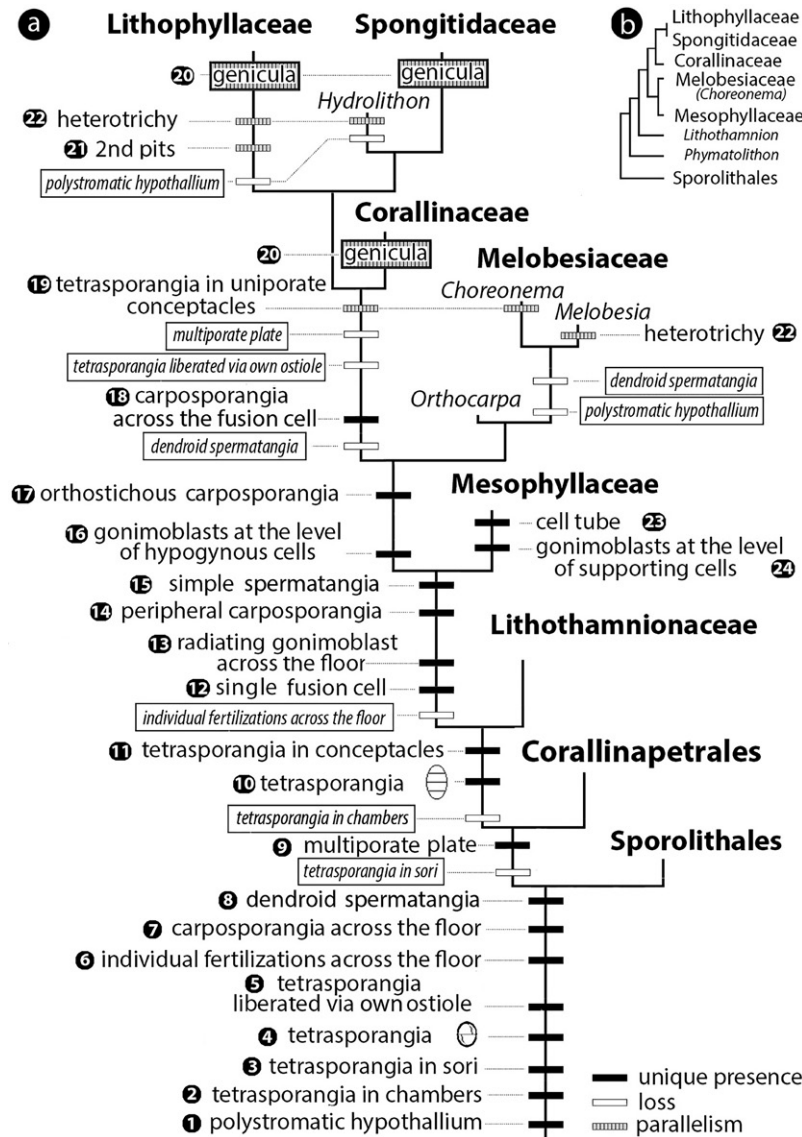 a
Lithophyllaceae
Spongitidaceae
20 genicula
genicula
Hydrolithon
22 heterotrichy
21 2nd pits
polystromatic hypothallium
Corallinaceae
20
genicula
Melobesiaceae
19 tetrasporangia in uniporate
conceptacles
Choreonema
Melobesia
multiporate plate
heterotrichy 22
tetrasporangia liberated via own ostiole
18 carposporangia
across the fusion cell
dendroid spermatangia
Orthocarpa
polystromatic hypothallium
dendroid spermatangia
17 orthostichous carposporangia
Mesophyllaceae
16 gonimoblasts at the level
of hypogynous cells
cell tube 23
gonimoblasts at the level
of supporting cells 24
15 simple spermatangia
14 peripheral carposporangia
Lithothamnionaceae
13 radiating gonimoblast
across the floor
12 single fusion cell
individual fertilizations across the floor
11 tetrasporangia in conceptacles
Corallinapetrales
10 tetrasporangia
tetrasporangia in chambers
9 multiporate plate
Sporolithales
tetrasporangia in sori
8 dendroid spermatangia
7 carposporangia across the floor
6 individual fertilizations across the floor
5 tetrasporangia
liberated via own ostiole
4 tetrasporangia
3 tetrasporangia in sori
2 tetrasporangia in chambers
1 polystromatic hypothallium
unique presence
loss
parallelism
b
Lithophyllaceae
Spongitidaceae
Corallinaceae
Melobesiaceae
(Choreonema)
Mesophyllaceae
Lithothamnion
Phymatolithon
Sporolithales